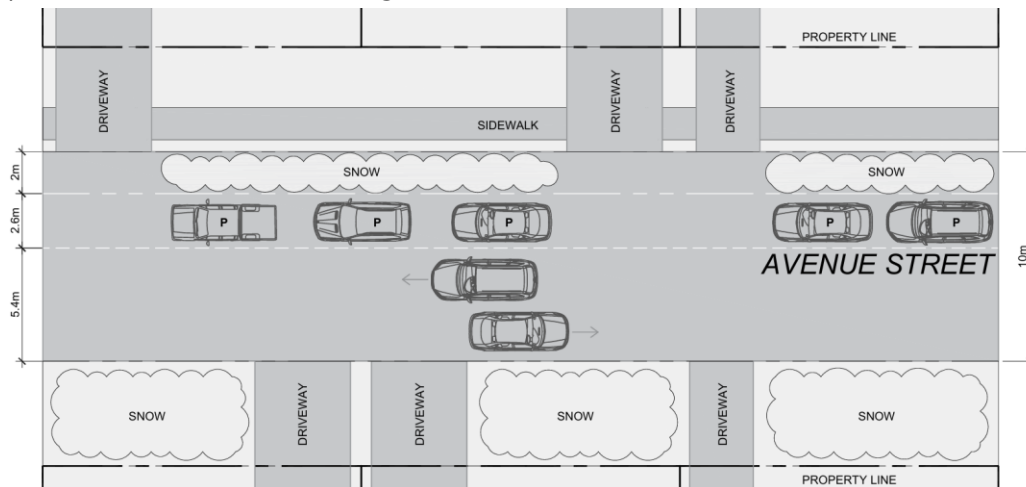 PROPERTY LINE
DRIVEWAY
DRIVEWAY
DRIVEWAY
SIDEWALK
2m
SNOW
SNOW
2.6m
P
P
P
P
P
AVENUE STREET
10m
5.4m
SNOW
DRIVEWAY
DRIVEWAY
SNOW
DRIVEWAY
SNOW
PROPERTY LINE